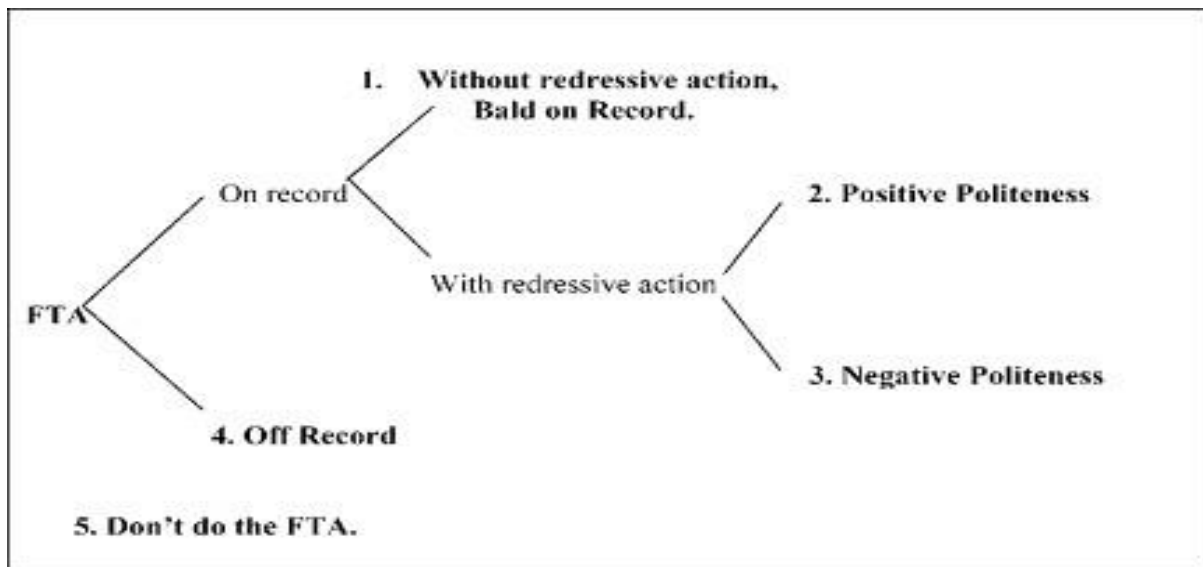 1. Without redressive action,
Bald on Record.
On record
2. Positive Politeness
With redressive action
FTA
3. Negative Politeness
4. Off Record
5. Don't do the FTA.